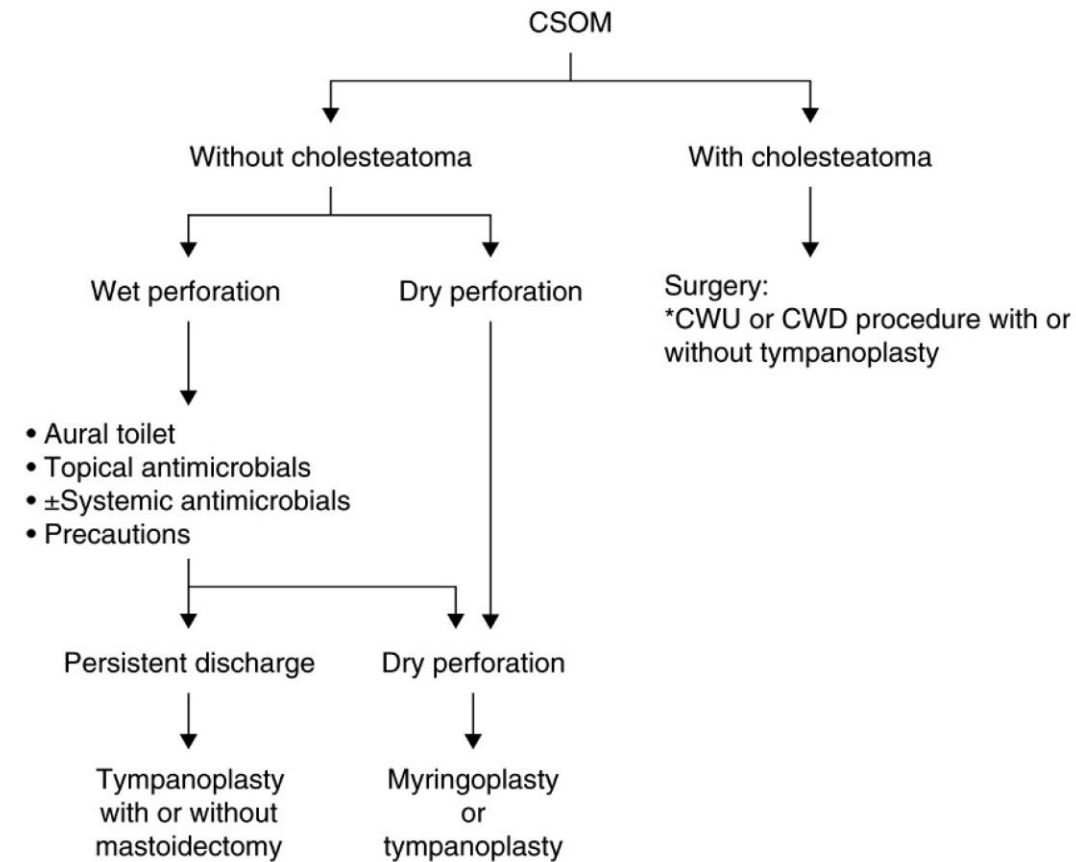 CSOM
Without cholesteatoma
With cholesteatoma
Wet perforation
Dry perforation
Surgery:
*CWU or CWD procedure with or
without tympanoplasty
• Aural toilet
• Topical antimicrobials
• ±Systemic antimicrobials
• Precautions
Persistent discharge
Dry perforation
Tympanoplasty
with or without
mastoidectomy
Myringoplasty
or
tympanoplasty